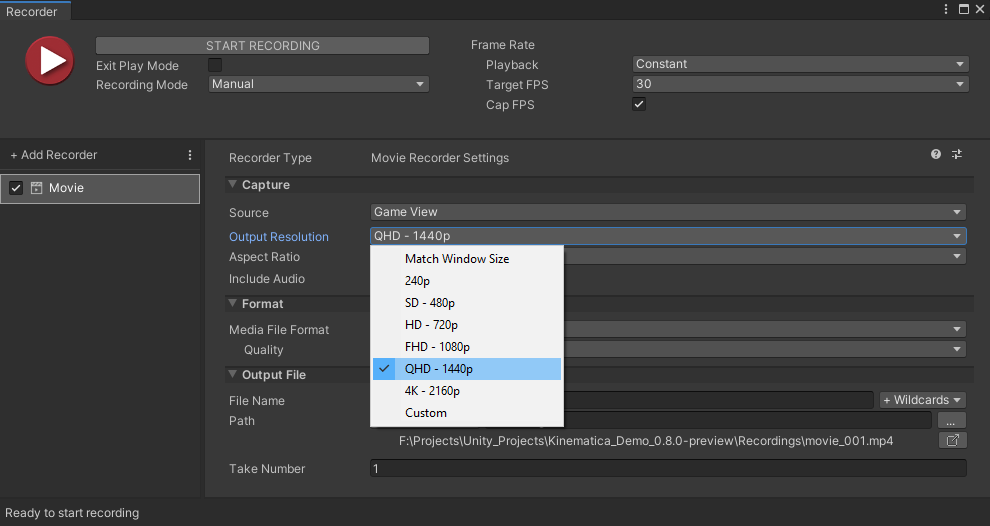 Recorder
START RECORDING
Exit Play Mode
Recording Mode
Manual
Frame Rate
Playback
Constant
Target FPS
30
Cap FPS
+ Add Recorder
Movie
Recorder Type
Movie Recorder Settings
Capture
Source
Game View
Output Resolution
QHD - 1440p
Aspect Ratio
Include Audio
Match Window Size
240p
SD - 480p
HD - 720p
FHD - 1080p
QHD - 1440p
4K - 2160p
Custom
Format
Media File Format
Quality
Output File
File Name
+ Wildcards
Path
...
F:\Projects\Unity_Projects\Kinematica_Demo_0.8.0-preview\Recordings\movie_001.mp4
Take Number
1
Ready to start recording